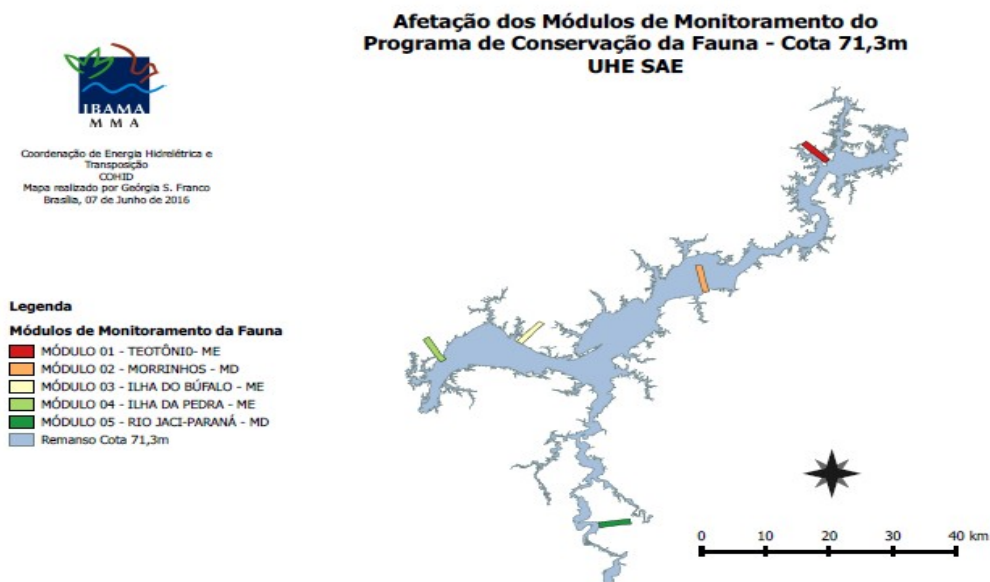 Afetação dos Módulos de Monitoramento do
Programa de Conservação da Fauna - Cota 71,3m
UHE SAE
IBAMA
M M A
Coordenação de Energia Hidrelétrica e
Transposição
COHID
Mapa realizado por Geórgia S. Franco
Brasília, 07 de Junho de 2016
Legenda
Módulos de Monitoramento da Fauna
MÓDULO 01 - TEOTÔNIO- ME
MÓDULO 02 - MORRINHOS - MD
MÓDULO 03 - ILHA DO BÚFALO - ME
MÓDULO 04 - ILHA DA PEDRA - ME
MÓDULO 05 - RIO JACI-PARANÁ - MD
Remanso Cota 71,3m
0 10 20 30 40 km